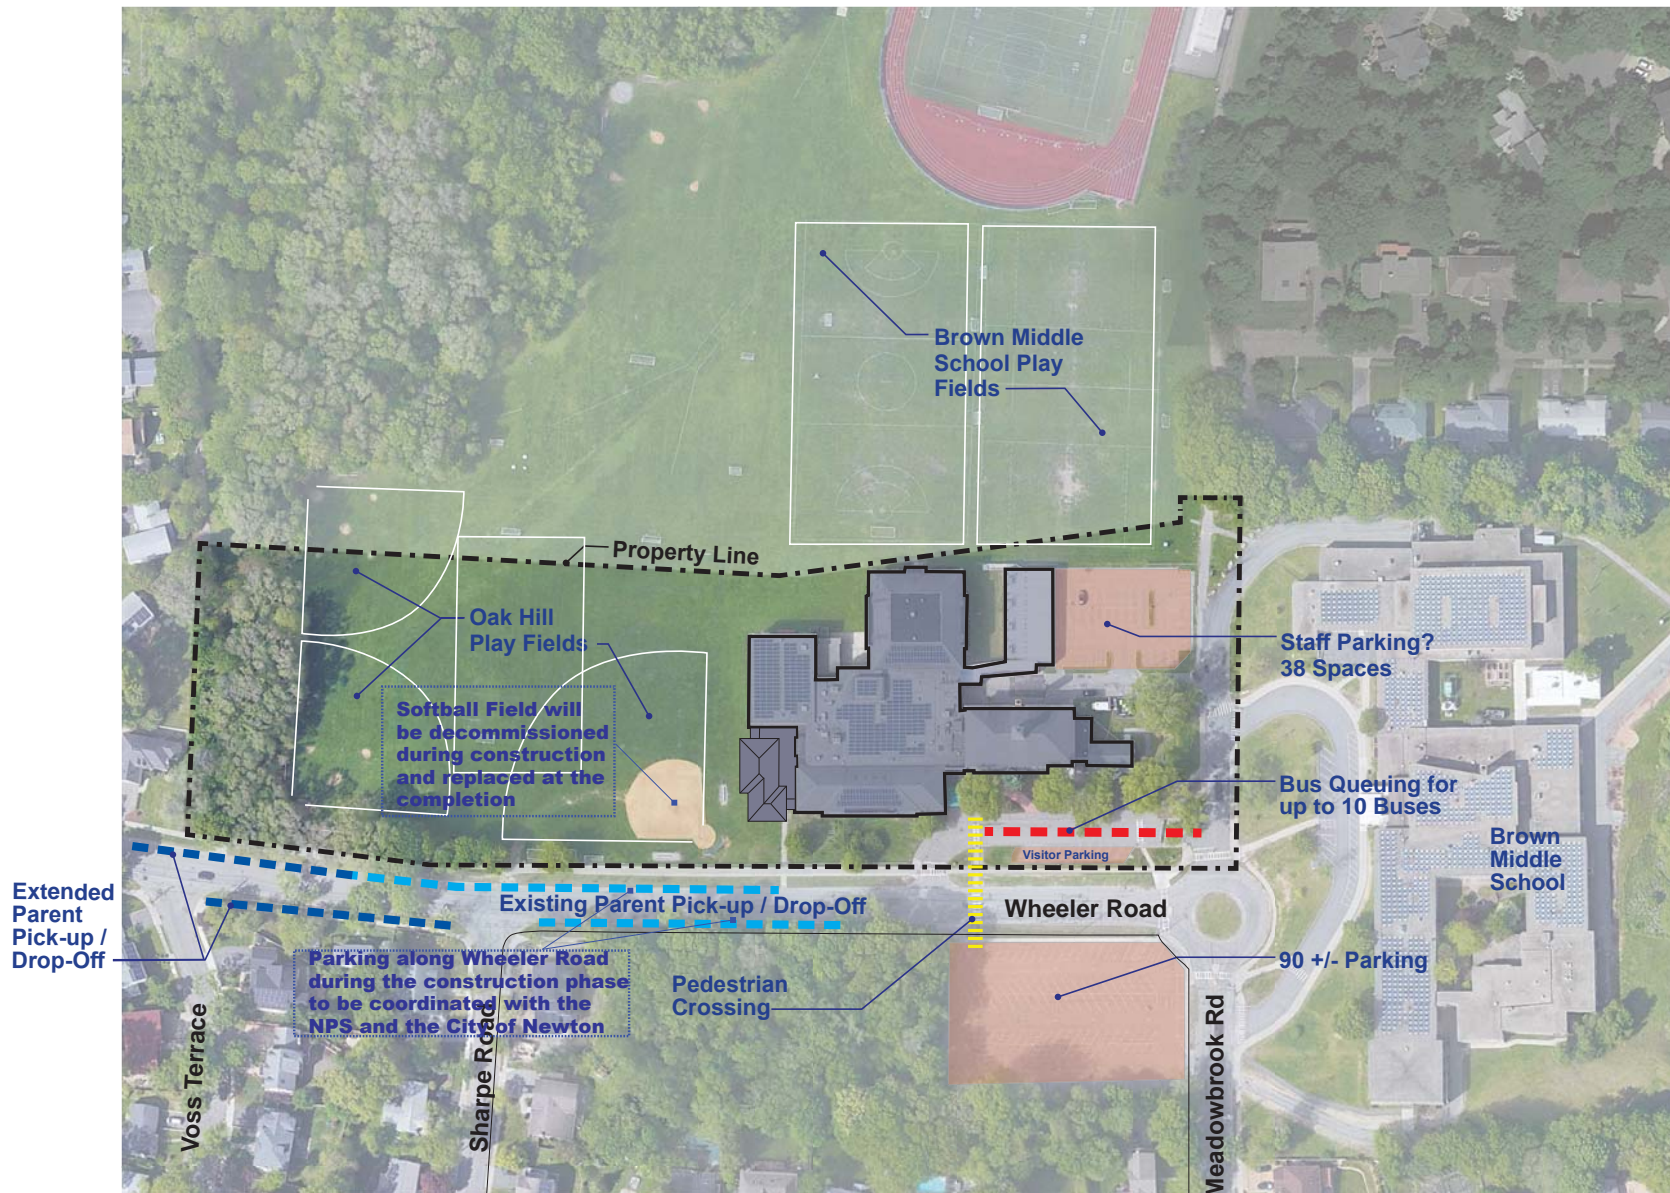 Brown Middle
School Play
Fields
Property Line
Oak Hill
Play Fields
Staff Parking?
38 Spaces
Softball Field will
be decommissioned
during construction
and replaced at the
completion
Bus Queuing for
up to 10 Buses
Brown
Middle
School
Visitor Parking
Extended
Parent
Pick-up /
Drop-Off
Existing Parent Pick-up / Drop-Off
Wheeler Road
Parking along Wheeler Road
during the construction phase
to be coordinated with the
NPS and the City of Newton
Pedestrian
Crossing
90 +/- Parking
Voss Terrace
Sharpe Road
Meadowbrook Rd